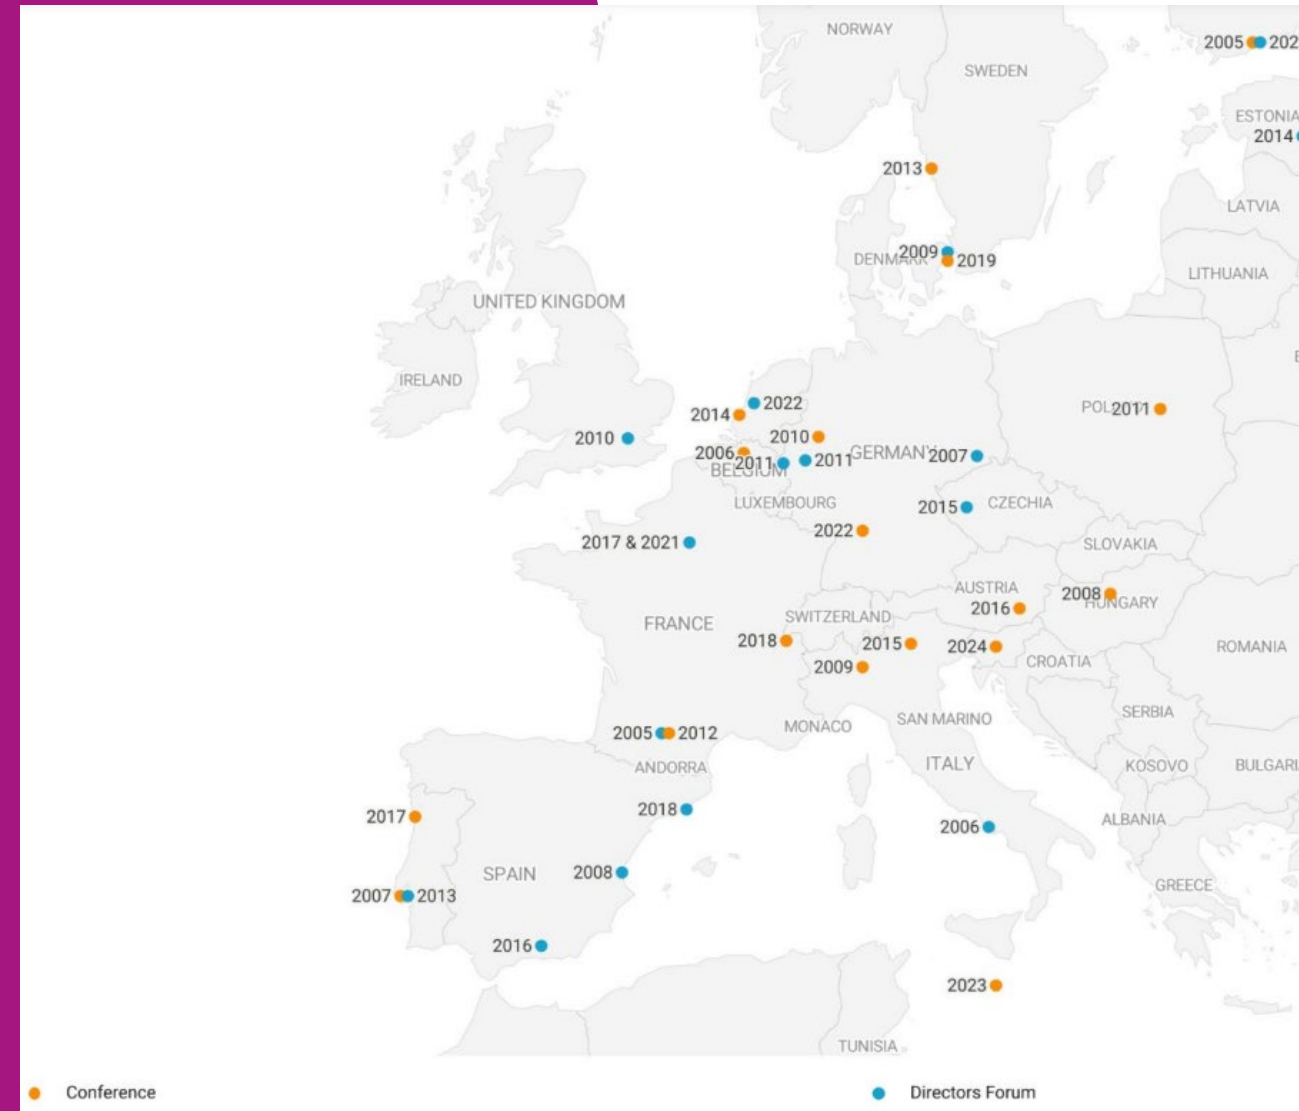 NORWAY
2005 202
SWEDEN
ESTONIA
2014
2013
LATVIA
2009
DENMARK 2019
LITHUANIA
UNITED KINGDOM
IRELAND
2022
2014
POLAND 2011
2010 2010
2006
GERMANY 2007
2011 2011
BELGIUM
LUXEMBOURG
2015 CZECHIA
2022
2017 & 2021
SLOVAKIA
AUSTRIA
2008
HUNGARY
2016
SWITZERLAND
FRANCE
2018 2015 2024
ROMANIA
CROATIA
2009
SERBIA
SAN MARINO
MONACO
2005 2012
ANDORRA
ITALY
KOSOVO
BULGARI
2018
2017
ALBANIA
2006
SPAIN 2008
GREECE
2007 2013
2016
2023
TUNISIA
Conference Directors Forum